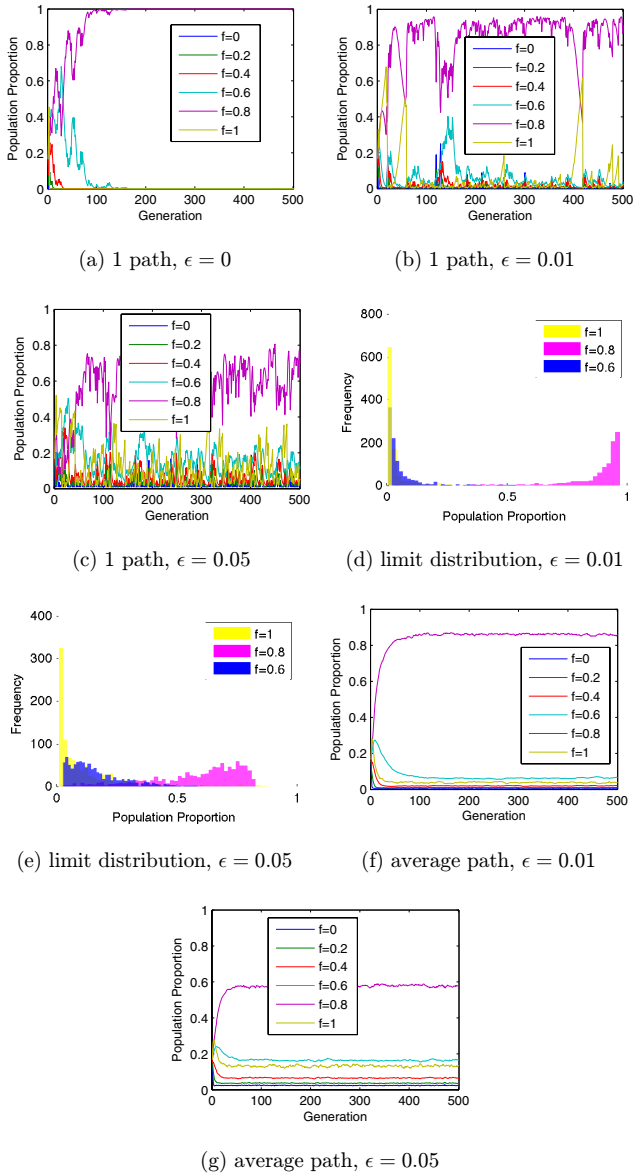 1
0.8
0.6
0.4
0.2
0
Population Proportion
f=0
f=0.2
f=0.4
f=0.6
f=0.8
f=1
0 100 200 300 400 500
Generation
(a) 1 path, ϵ = 0
1
0.8
0.6
0.4
0.2
0
Population Proportion
f=0
f=0.2
f=0.4
f=0.6
f=0.8
f=1
0 100 200 300 400 500
Generation
(b) 1 path, ϵ = 0.01
1
0.8
0.6
0.4
0.2
0
Population Proportion
f=0
f=0.2
f=0.4
f=0.6
f=0.8
f=1
0 100 200 300 400 500
Generation
(c) 1 path, ϵ = 0.05
800
600
400
200
0
Frequency
f=1
f=0.8
f=0.6
0 0.5 1
Population Proportion
(d) limit distribution, ϵ = 0.01
400
300
200
100
0
Frequency
f=1
f=0.8
f=0.6
0 0.5 1
Population Proportion
(e) limit distribution, ϵ = 0.05
1
0.8
0.6
0.4
0.2
0
Population Proportion
f=0
f=0.2
f=0.4
f=0.6
f=0.8
f=1
0 100 200 300 400 500
Generation
(f) average path, ϵ = 0.01
1
0.8
0.6
0.4
0.2
0
Population Proportion
f=0
f=0.2
f=0.4
f=0.6
f=0.8
f=1
0 100 200 300 400 500
Generation
(g) average path, ϵ = 0.05